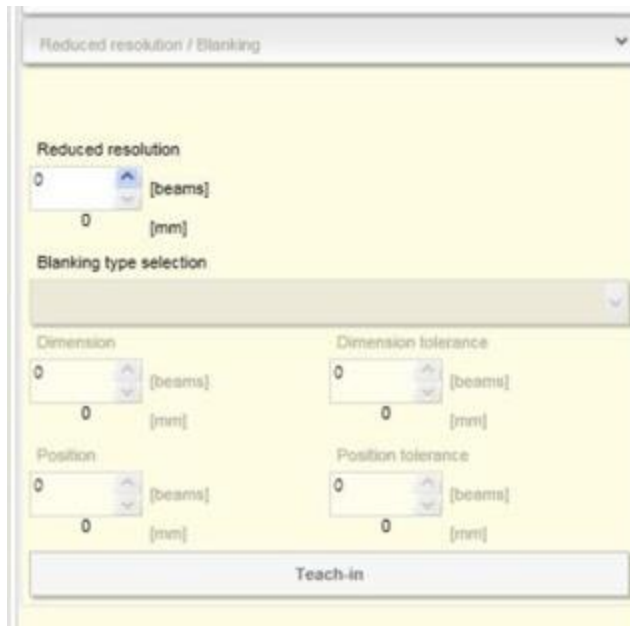 Reduced resolution / Blanking
Reduced resolution
0 [beams]
0 [mm]
Blanking type selection
Dimension Dimension tolerance
0 [beams] 0 [beams]
0 [mm] 0 [mm]
Position Position tolerance
0 [beams] 0 [beams]
0 [mm] 0 [mm]
Teach-in